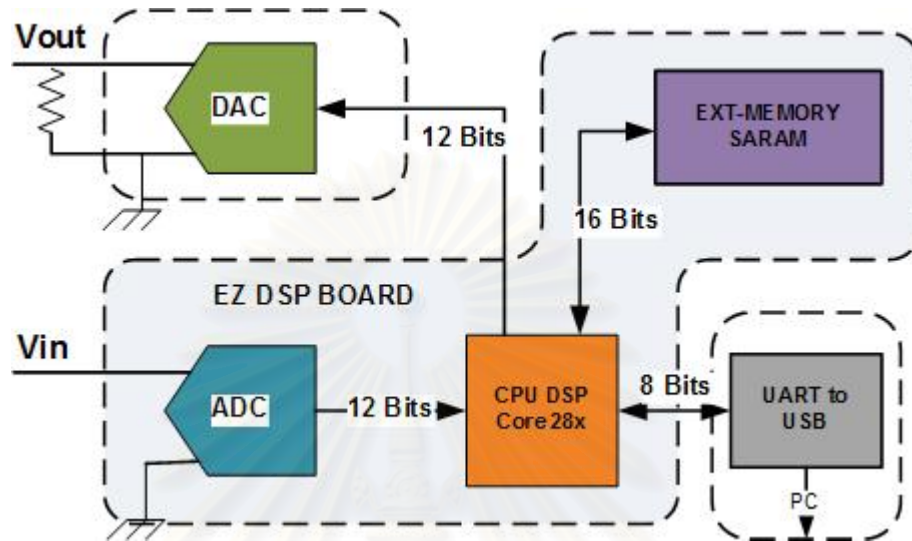 Vout
DAC
12 Bits
EXT-MEMORY
SARAM
16 Bits
EZ DSP BOARD
Vin
ADC
12 Bits
CPU DSP
Core 28x
8 Bits
UART to
USB
PC